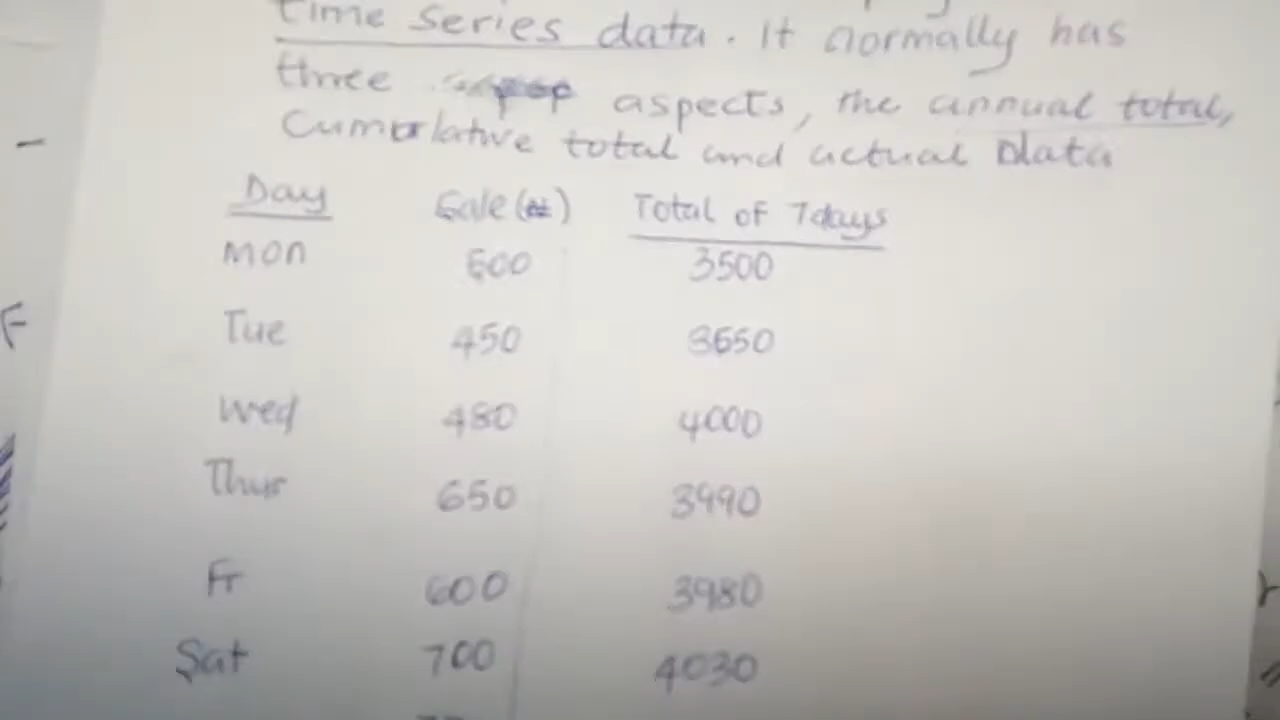 time series data. It normally has
three aspects, the annual total,
Cumulative total and actual Data
Day Sale (₦) Total of 7days
Mon 500 3500
Tue 450 3650
Wed 480 4000
Thur 650 3990
Fr 600 3980
Sat 700 4030